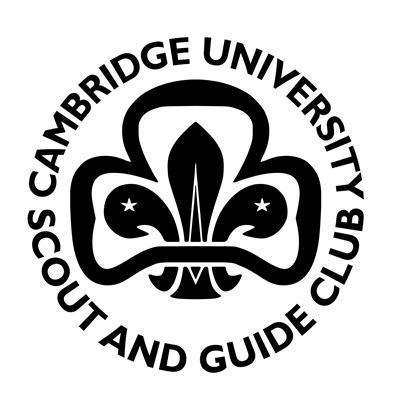 CAMBRIDGE UNIVERSITY
SCOUT AND GUIDE CLUB